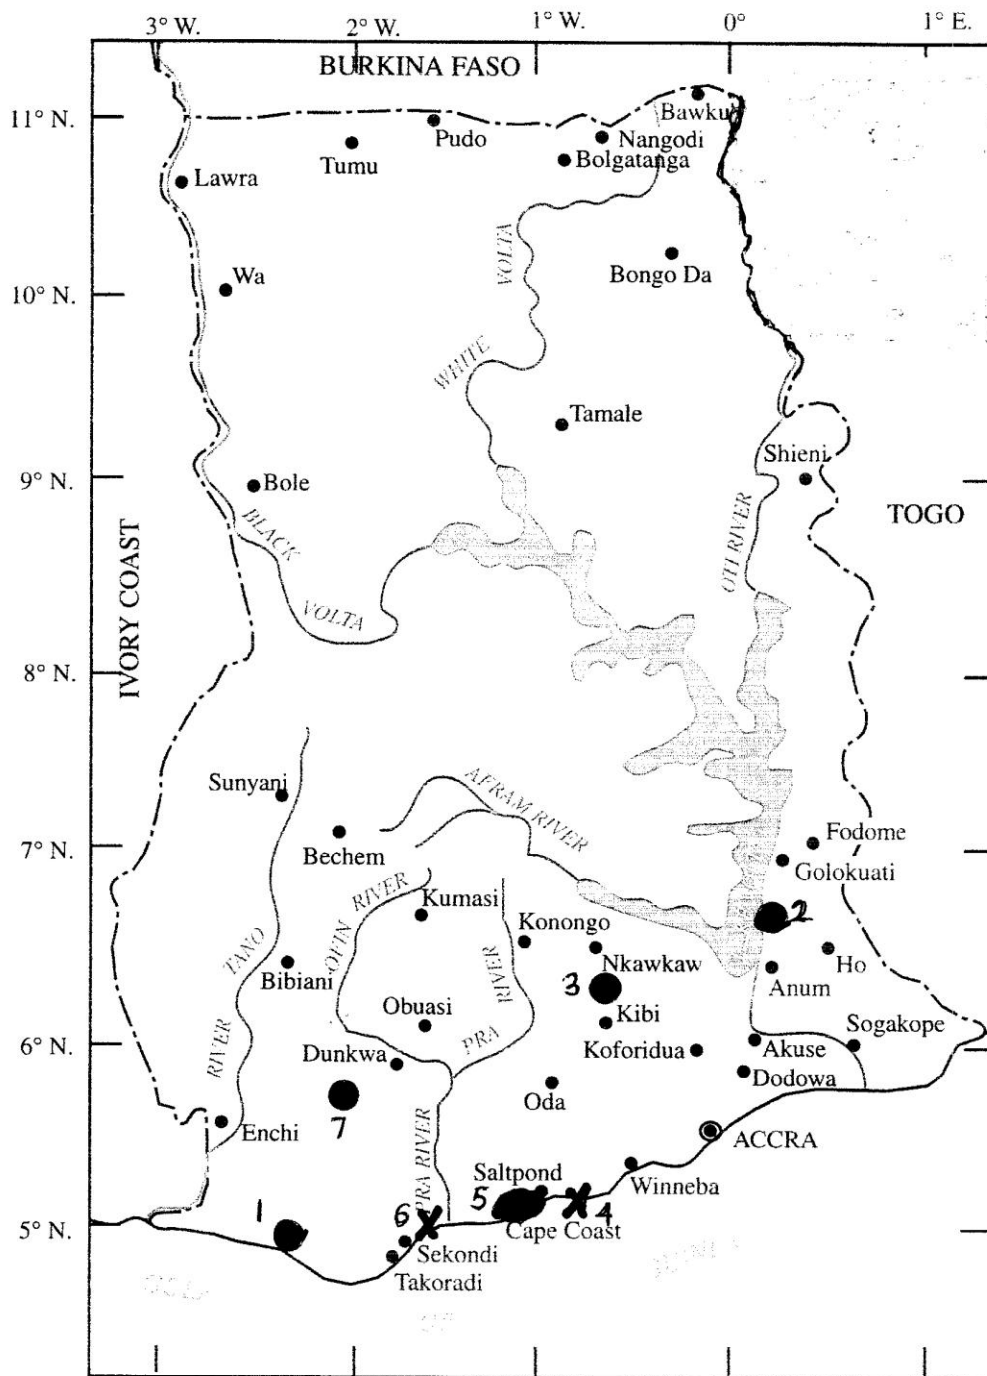 3° W. 2° W. 1° W. 0° 1° E.
BURKINA FASO
11° N.
Bawku
Pudo
Nangodi
Tumu
Bolgatanga
Lawra
VOLTA
Wa
Bongo Da
10° N.
WHITE
Tamale
Shieni
9° N.
Bole
TOGO
BLACK
OTI RIVER
IVORY COAST
VOLTA
8° N.
Sunyani
AFRAM RIVER
Fodome
7° N.
Bechem
Golokuati
OFIN RIVER
Kumasi
2
Konongo
TANO RIVER
Nkawkaw
Ho
Bibiani
PRA RIVER
3
Anum
Obuasi
Kibi
Sogakope
6° N.
Dunkwa
Koforidua
Akuse
Dodowa
Oda
7
Enchi
ACCRA
PRA RIVER
Saltpond
Winneba
1
6
5
4
5° N.
Cape Coast
Sekondi
Takoradi